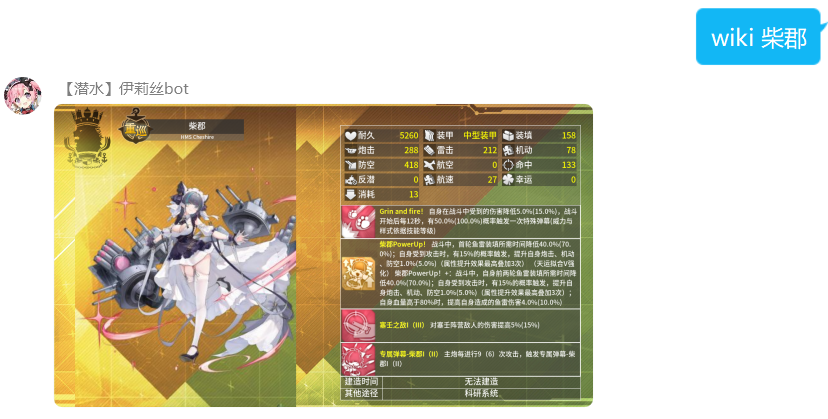 wiki 柴郡
【潜水】伊莉丝bot
重巡
柴郡
HMS Cheshire
耐久 5260 装甲 中型装甲 装填 158
炮击 288 雷击 212 机动 78
防空 418 航空 0 命中 133
反潜 0 航速 27 幸运 0
消耗 13
Grin and fire! 自身在战斗中受到的伤害降低5.0%(15.0%)，战斗
开始后每12秒，有50.0%(100.0%)概率触发一次特殊弹幕(威力与
样式依据技能等级)
柴郡PowerUp! 战斗中，首轮鱼雷装填所需时间降低40.0%(70.
0%)；自身受到攻击时，有15%的概率触发，提升自身炮击、机动
、防空1.0%(5.0%)（属性提升效果最高叠加3次）（天运拟合V强
化） 柴郡PowerUp! +：战斗中，自身前两轮鱼雷装填所需时间降
低40.0%(70.0%)；自身受到攻击时，有15%的概率触发，提升自
身炮击、机动、防空1.0%(5.0%)（属性提升效果最高叠加3次）；
自身血量高于80%时，提高自身造成的鱼雷伤害4.0%(10.0%)
塞壬之敌I（III） 对塞壬阵营敌人的伤害提高5%(15%)
专属弹幕-柴郡I（II） 主炮每进行9（6）次攻击，触发专属弹幕-柴
郡I（II）
建造时间 无法建造
其他途径 科研系统